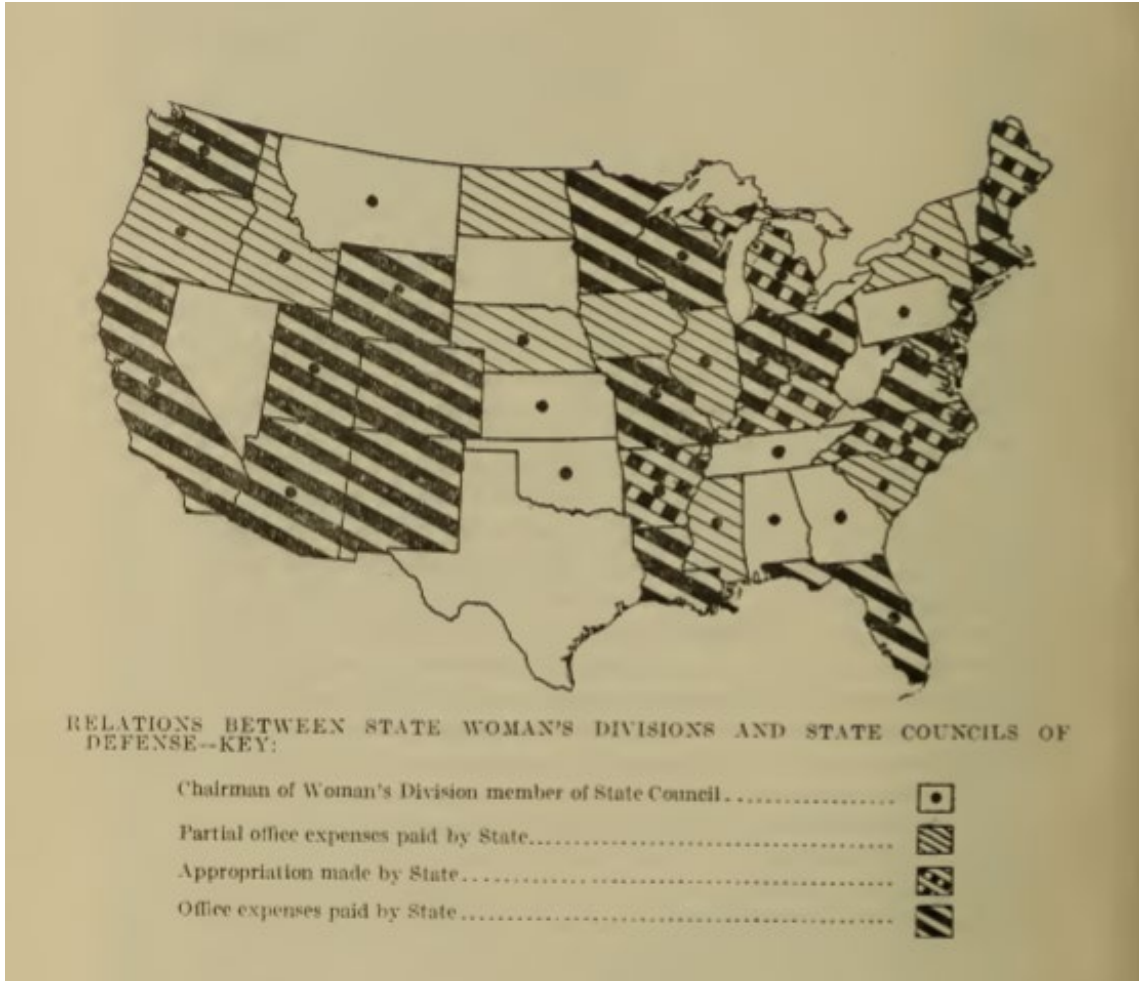 RELATIONS BETWEEN STATE WOMAN'S DIVISIONS AND STATE COUNCILS OF
DEFENSE--KEY:
Chairman of Woman's Division member of State Council
Partial office expenses paid by State
Appropriation made by State
Office expenses paid by State